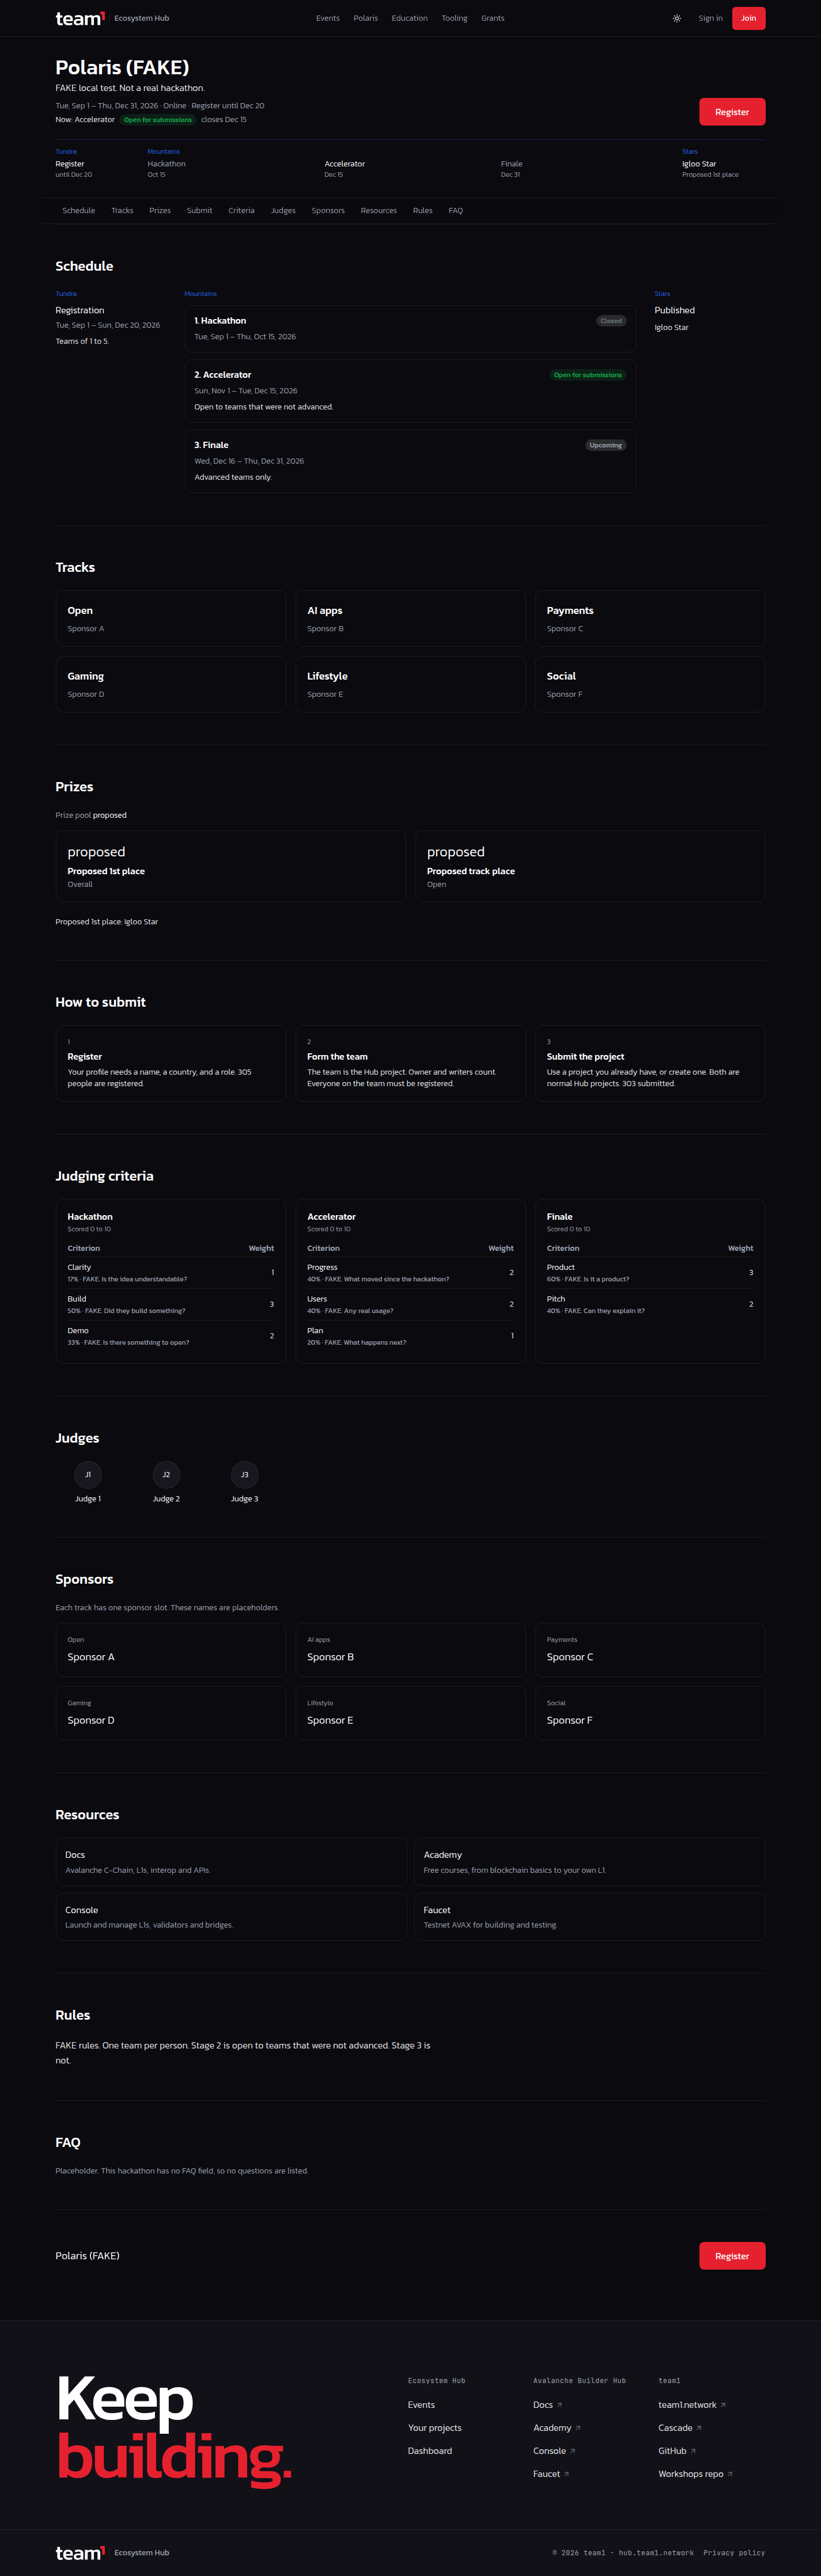 team1 Ecosystem Hub Events Polaris Education Tooling Grants Sign in Join
Polaris (FAKE)
FAKE local test. Not a real hackathon.
Tue, Sep 1 – Thu, Dec 31, 2026 · Online · Register until Dec 20
Now: Accelerator Open for submissions closes Dec 15
Register
Tundra Mountains Stars
Register Hackathon Accelerator Finale Igloo Star
until Dec 20 Oct 15 Dec 15 Dec 31 Proposed 1st place
Schedule Tracks Prizes Submit Criteria Judges Sponsors Resources Rules FAQ
Schedule
Tundra
Registration
Tue, Sep 1 – Sun, Dec 20, 2026
Teams of 1 to 5.
Mountains
1. Hackathon Closed
Tue, Sep 1 – Thu, Oct 15, 2026
2. Accelerator Open for submissions
Sun, Nov 1 – Tue, Dec 15, 2026
Open to teams that were not advanced.
3. Finale Upcoming
Wed, Dec 16 – Thu, Dec 31, 2026
Advanced teams only.
Stars
Published
Igloo Star
Tracks
Open
Sponsor A
AI apps
Sponsor B
Payments
Sponsor C
Gaming
Sponsor D
Lifestyle
Sponsor E
Social
Sponsor F
Prizes
Prize pool proposed
proposed
Proposed 1st place
Overall
proposed
Proposed track place
Open
Proposed 1st place: Igloo Star
How to submit
1
Register
Your profile needs a name, a country, and a role. 305
people are registered.
2
Form the team
The team is the Hub project. Owner and writers count.
Everyone on the team must be registered.
3
Submit the project
Use a project you already have, or create one. Both are
normal Hub projects. 303 submitted.
Judging criteria
Hackathon
Scored 0 to 10
Criterion Weight
Clarity 1
17% · FAKE. Is the idea understandable?
Build 3
50% · FAKE. Did they build something?
Demo 2
33% · FAKE. Is there something to open?
Accelerator
Scored 0 to 10
Criterion Weight
Progress 2
40% · FAKE. What moved since the hackathon?
Users 2
40% · FAKE. Any real usage?
Plan 1
20% · FAKE. What happens next?
Finale
Scored 0 to 10
Criterion Weight
Product 3
60% · FAKE. Is it a product?
Pitch 2
40% · FAKE. Can they explain it?
Judges
J1 J2 J3
Judge 1 Judge 2 Judge 3
Sponsors
Each track has one sponsor slot. These names are placeholders.
Open
Sponsor A
AI apps
Sponsor B
Payments
Sponsor C
Gaming
Sponsor D
Lifestyle
Sponsor E
Social
Sponsor F
Resources
Docs
Avalanche C-Chain, L1s, interop and APIs.
Academy
Free courses, from blockchain basics to your own L1.
Console
Launch and manage L1s, validators and bridges.
Faucet
Testnet AVAX for building and testing.
Rules
FAKE rules. One team per person. Stage 2 is open to teams that were not advanced. Stage 3 is
not.
FAQ
Placeholder. This hackathon has no FAQ field, so no questions are listed.
Polaris (FAKE) Register
Keep
building.
Ecosystem Hub
Events
Your projects
Dashboard
Avalanche Builder Hub
Docs ↗
Academy ↗
Console ↗
Faucet ↗
team1
team1.network ↗
Cascade ↗
GitHub ↗
Workshops repo ↗
team1 Ecosystem Hub © 2026 team1 - hub.team1.network Privacy policy